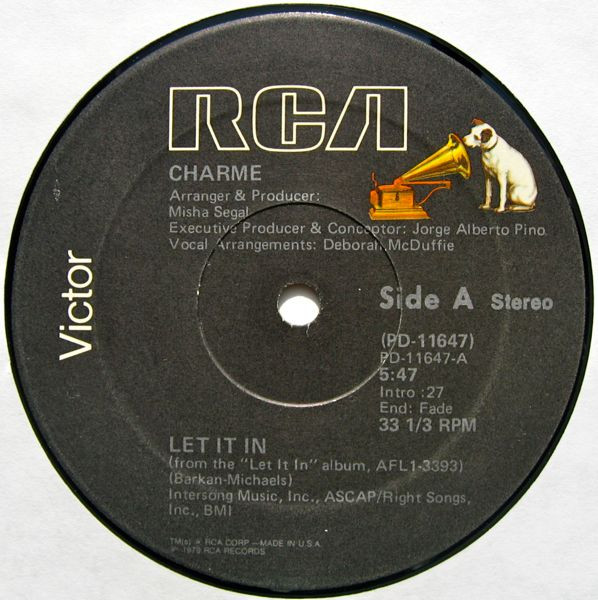 RCA
CHARME
Arranger & Producer:
Misha Segal
Executive Producer & Conceptor: Jorge Alberto Pino
Vocal Arrangements: Deborah McDuffie
Victor
Side A Stereo
(PD-11647)
PD-11647-A
5:47
Intro :27
End: Fade
33 1/3 RPM
LET IT IN
(from the "Let It In" album, AFL1-3393)
(Barkan-Michaels)
Intersong Music, Inc., ASCAP/Right Songs,
Inc., BMI
TM(s) ® RCA CORP—MADE IN U.S.A.
℗ 1979 RCA RECORDS